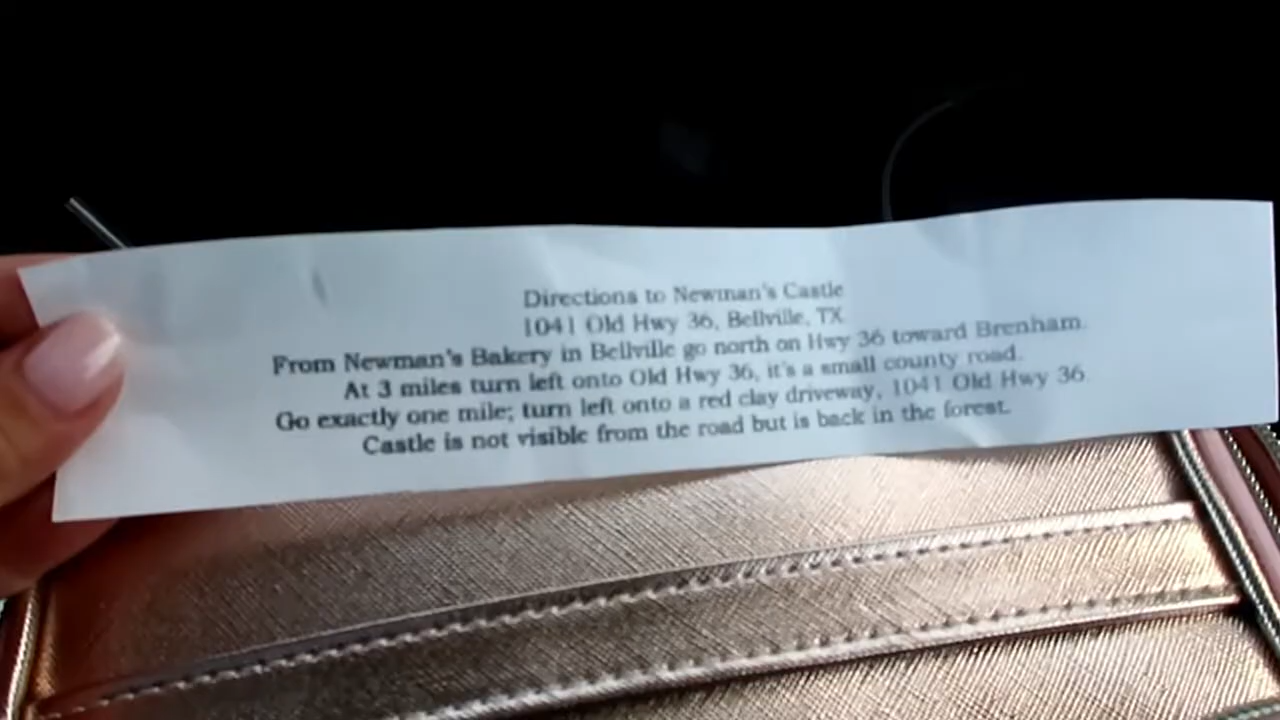 Directions to Newman's Castle
1041 Old Hwy 36, Bellville, TX
From Newman's Bakery in Bellville go north on Hwy 36 toward Brenham.
At 3 miles turn left onto Old Hwy 36, it's a small county road.
Go exactly one mile; turn left onto a red clay driveway, 1041 Old Hwy 36
Castle is not visible from the road but is back in the forest.